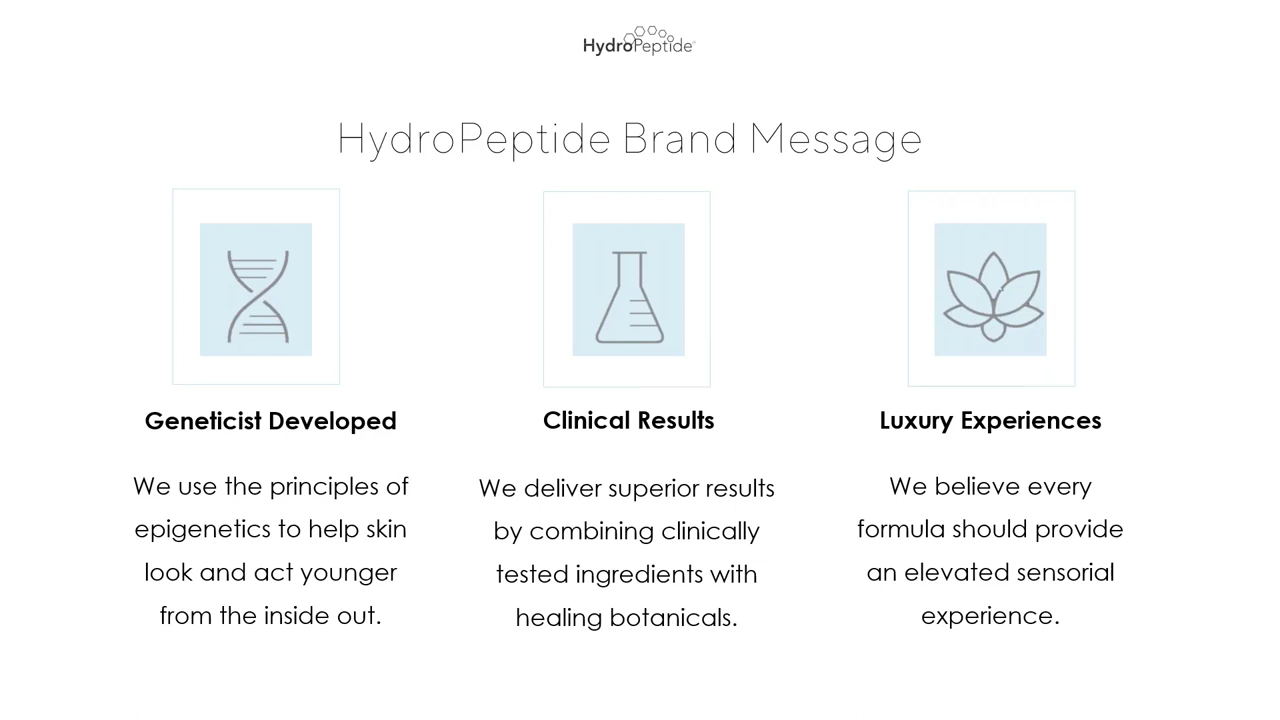 HydroPeptide
HydroPeptide Brand Message
Geneticist Developed
We use the principles of
epigenetics to help skin
look and act younger
from the inside out.
Clinical Results
We deliver superior results
by combining clinically
tested ingredients with
healing botanicals.
Luxury Experiences
We believe every
formula should provide
an elevated sensorial
experience.